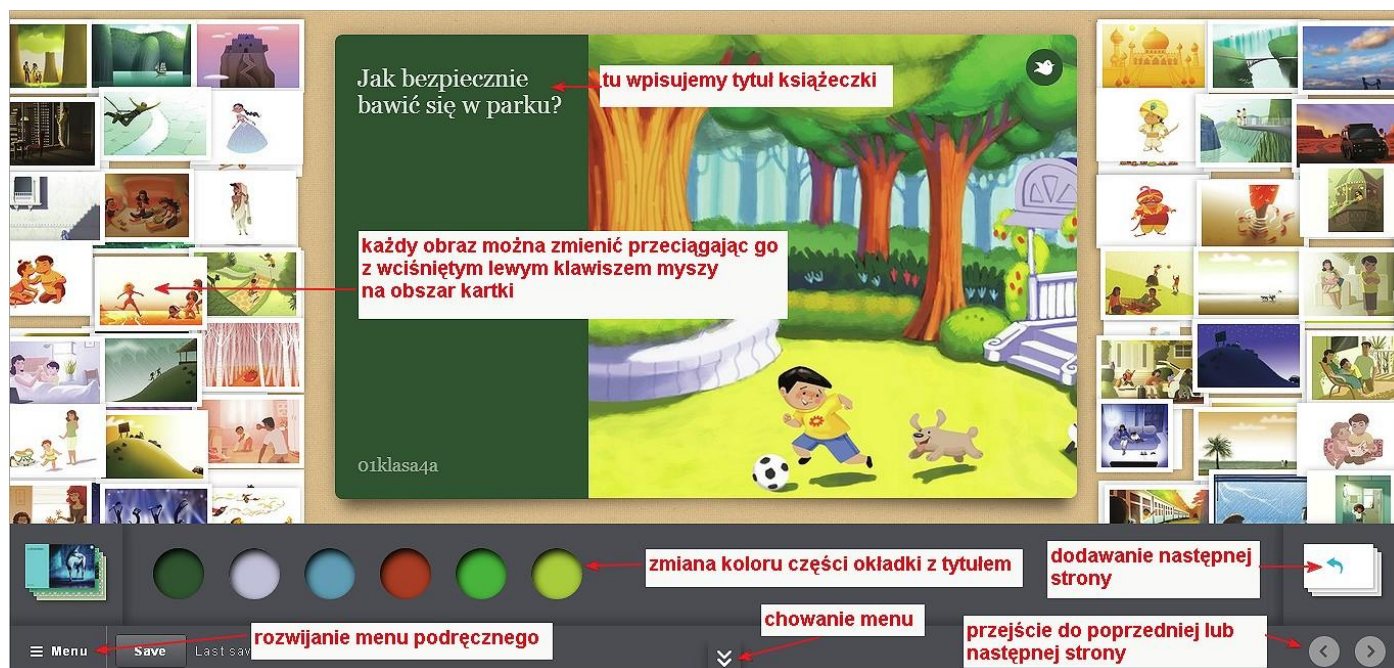 Jak bezpiecznie
bawić się w parku?
tu wpisujemy tytuł książeczki
każdy obraz można zmienić przeciągając go
z wciśniętym lewym klawiszem myszy
na obszar kartki
01klasa4a
zmiana koloru części okładki z tytułem
dodawanie następnej
strony
chowanie menu
rozwijanie menu podręcznego
przejście do poprzedniej lub
następnej strony
Menu
Save
Last sav